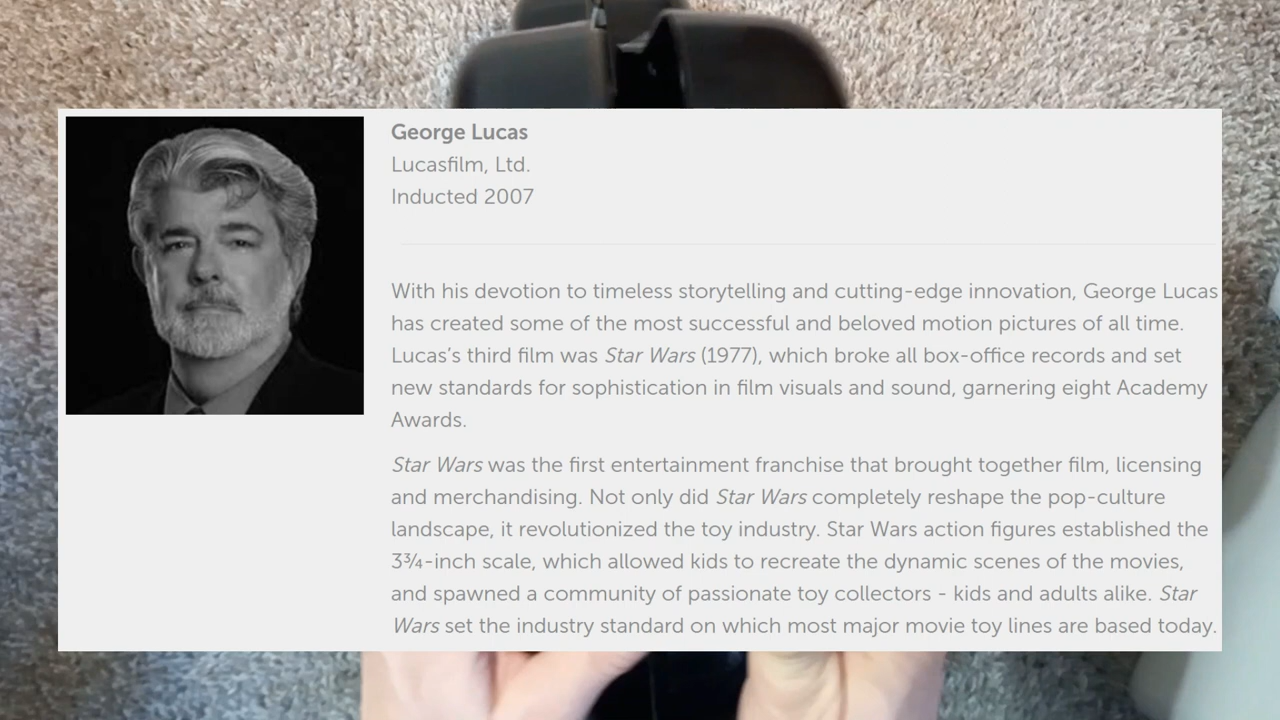 George Lucas
Lucasfilm, Ltd.
Inducted 2007
With his devotion to timeless storytelling and cutting-edge innovation, George Lucas
has created some of the most successful and beloved motion pictures of all time.
Lucas's third film was Star Wars (1977), which broke all box-office records and set
new standards for sophistication in film visuals and sound, garnering eight Academy
Awards.
Star Wars was the first entertainment franchise that brought together film, licensing
and merchandising. Not only did Star Wars completely reshape the pop-culture
landscape, it revolutionized the toy industry. Star Wars action figures established the
3¾-inch scale, which allowed kids to recreate the dynamic scenes of the movies,
and spawned a community of passionate toy collectors - kids and adults alike. Star
Wars set the industry standard on which most major movie toy lines are based today.